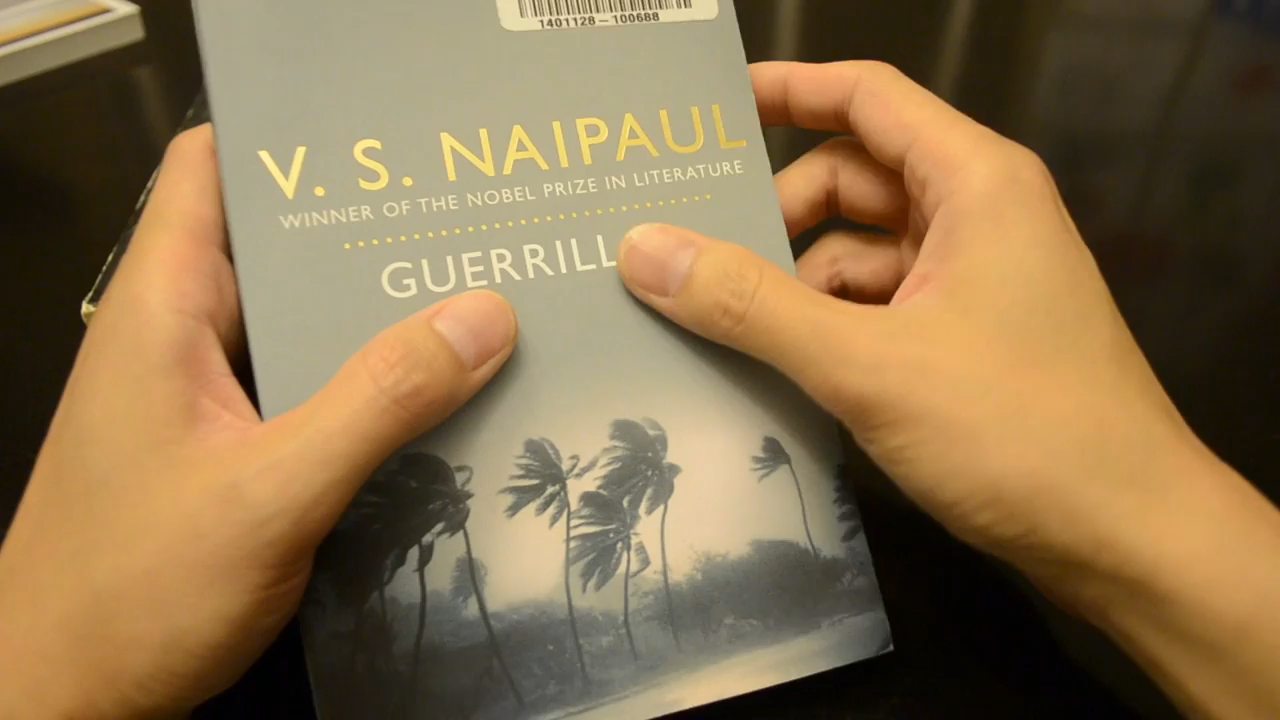 1401128-100688
V. S. NAIPAUL
WINNER OF THE NOBEL PRIZE IN LITERATURE
GUERRILL